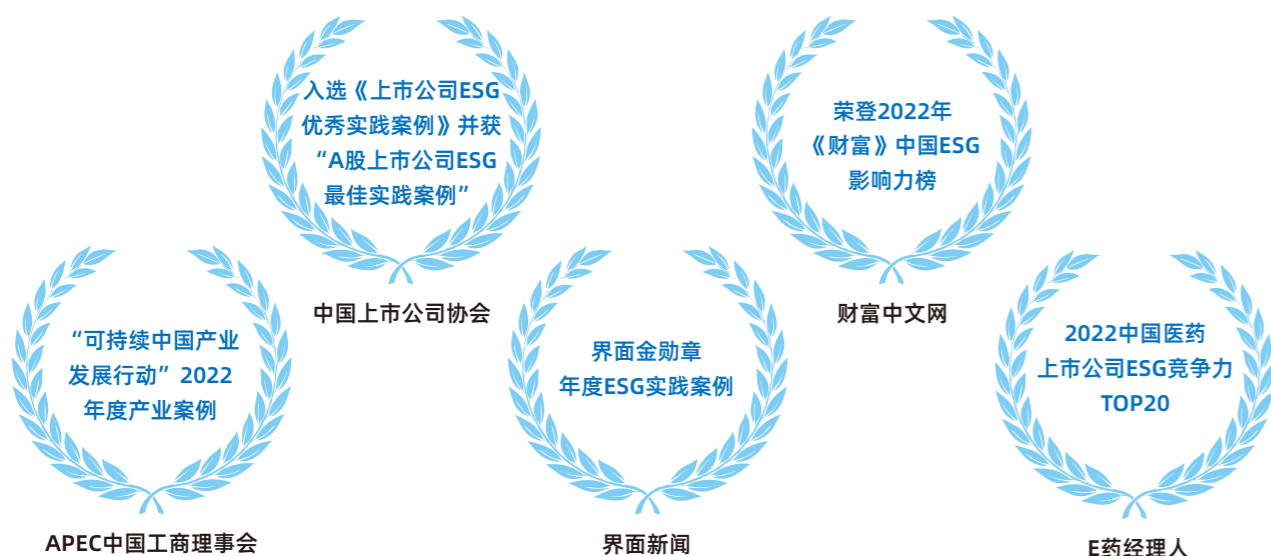 入选《上市公司ESG
优秀实践案例》并获
“A股上市公司ESG
最佳实践案例”
中国上市公司协会
荣登2022年
《财富》中国ESG
影响力榜
财富中文网
“可持续中国产业
发展行动” 2022
年度产业案例
APEC中国工商理事会
界面金勋章
年度ESG实践案例
界面新闻
2022中国医药
上市公司ESG竞争力
TOP20
E药经理人